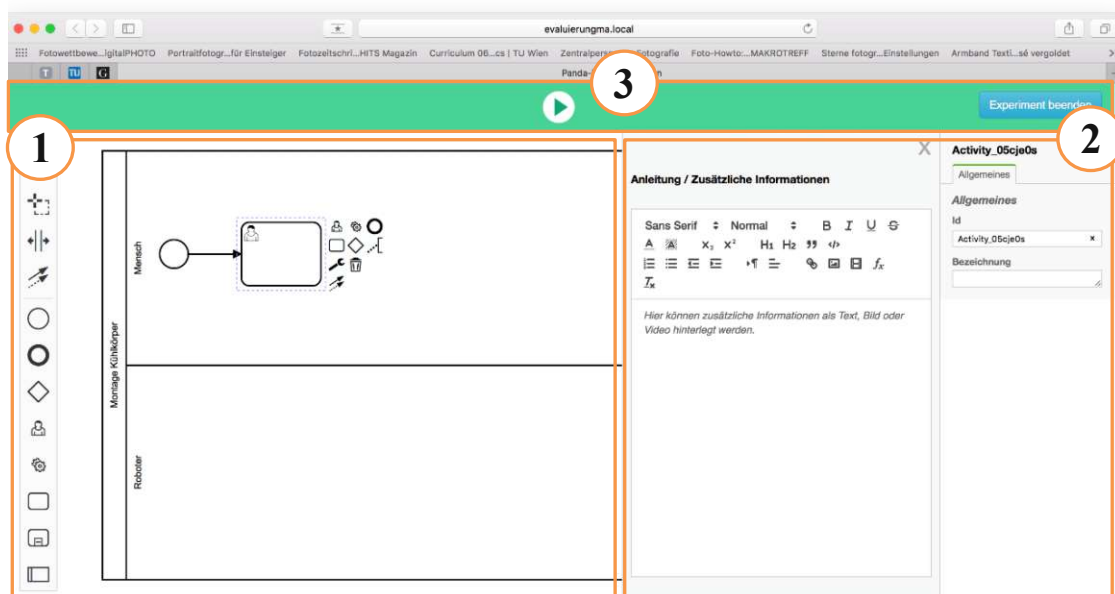 evaluierungma.local
Fotowettbewe...igitalPHOTO Portraitfotogr...für Einsteiger Fotozeitschri...HITS Magazin Curriculum 06...cs | TU Wien Zentralper Fotografie Foto-Howto:...MAKROTREFF Sterne fotogr...Einstellungen Armband Texti...sé vergoldet
T TU G Panda-
3
Experiment beenden
1
2
Activity_05cje0s
X
Allgemeines
Anleitung / Zusätzliche Informationen
Allgemeines
Id
Activity_05cje0s
Bezeichnung
Sans Serif Normal B I U S
A A X₂ X² H₁ H₂
Hier können zusätzliche Informationen als Text, Bild oder
Video hinterlegt werden.
Montage Kühlkörper
Mensch
Roboter